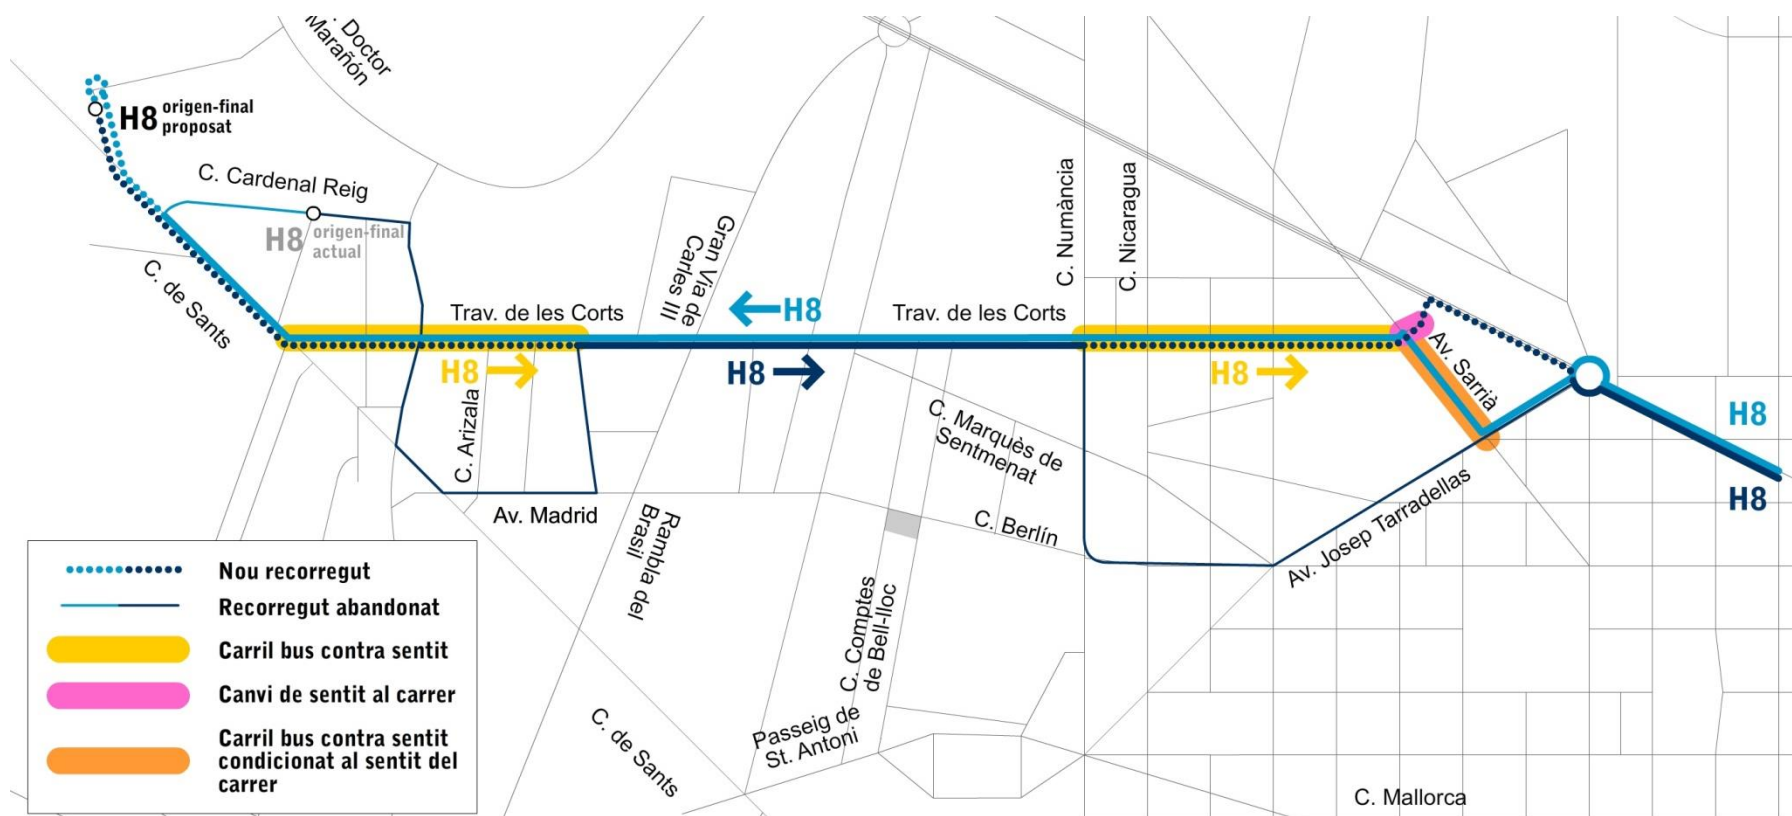 C. Doctor
Marañón
H8 origen-final
proposat
C. Cardenal Reig
H8 origen-final
actual
C. de Sants
Trav. de les Corts
Gran Via de
Carles III
H8
Trav. de les Corts
C. Numància
C. Nicaragua
H8
H8
H8
Av. Sarrià
H8
H8
C. Arizala
Av. Madrid
Rambla del
Brasil
C. Marquès de
Sentmenat
C. Berlín
Av. Josep Tarradellas
C. Comptes
de Bell-lloc
Passeig de
St. Antoni
C. de Sants
C. Mallorca
Nou recorregut
Recorregut abandonat
Carril bus contra sentit
Canvi de sentit al carrer
Carril bus contra sentit
condicionat al sentit del
carrer